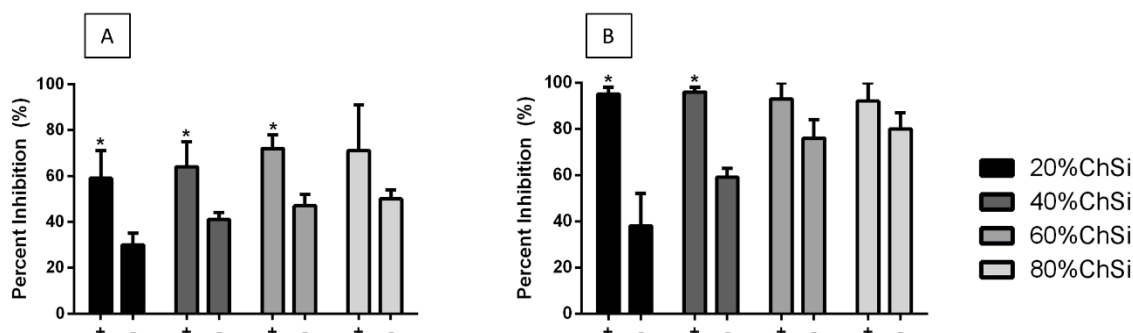 A
Percent Inhibition (%)
100
80
60
40
20
0
* * *
+ - + - + - + -
B
Percent Inhibition (%)
100
80
60
40
20
0
* *
+ - + - + - + -
20%ChSi
40%ChSi
60%ChSi
80%ChSi